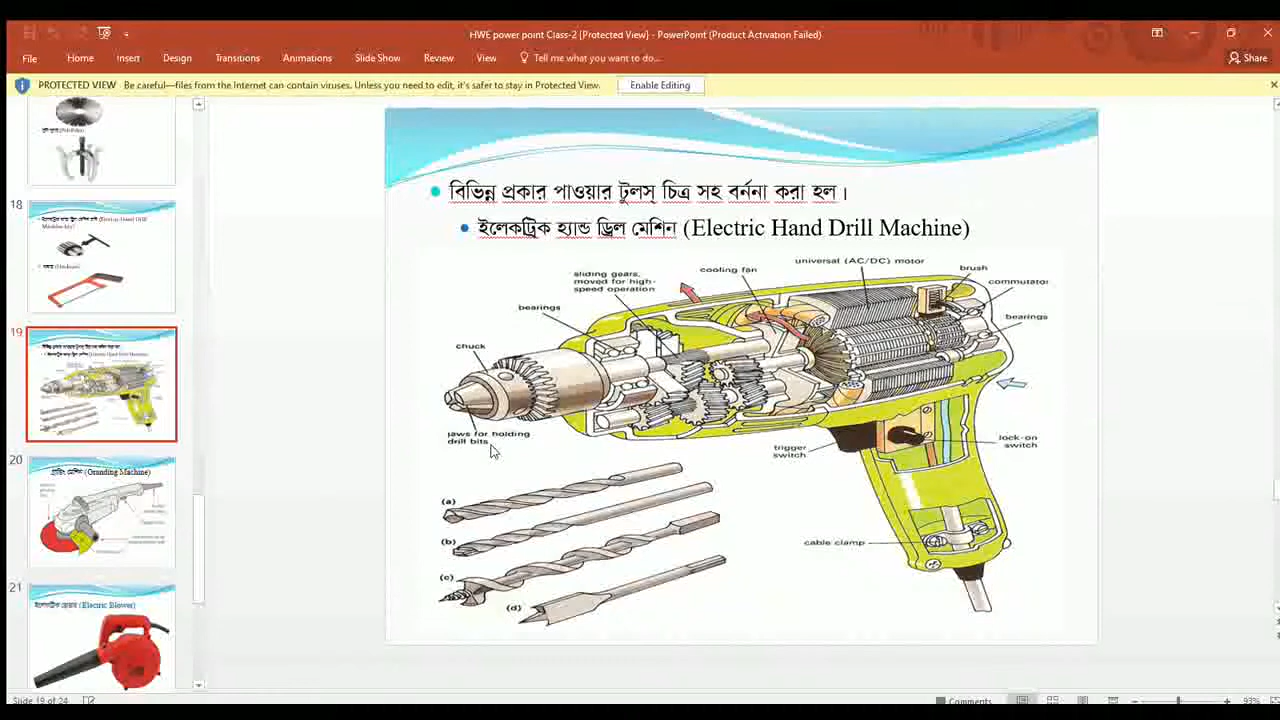 HWE power point Class-2 [Protected View] - PowerPoint (Product Activation Failed)
File Home Insert Design Transitions Animations Slide Show Review View Tell me what you want to do... Share
PROTECTED VIEW Be careful—files from the Internet can contain viruses. Unless you need to edit, it's safer to stay in Protected View. Enable Editing
18
19
20
(Granding Machine)
21
(Electric Blower)
বিভিন্ন প্রকার পাওয়ার টুলস্ চিত্র সহ বর্ননা করা হল ।
ইলেকট্রিক হ্যান্ড ড্রিল মেশিন (Electric Hand Drill Machine)
universal (AC/DC) motor
cooling fan
brush
sliding gears,
moved for high-
speed operation
commutator
bearings
bearings
chuck
jaws for holding
drill bits
trigger
switch
lock-on
switch
cable clamp
(a)
(b)
(c)
(d)
Slide 19 of 24
Comments
93%